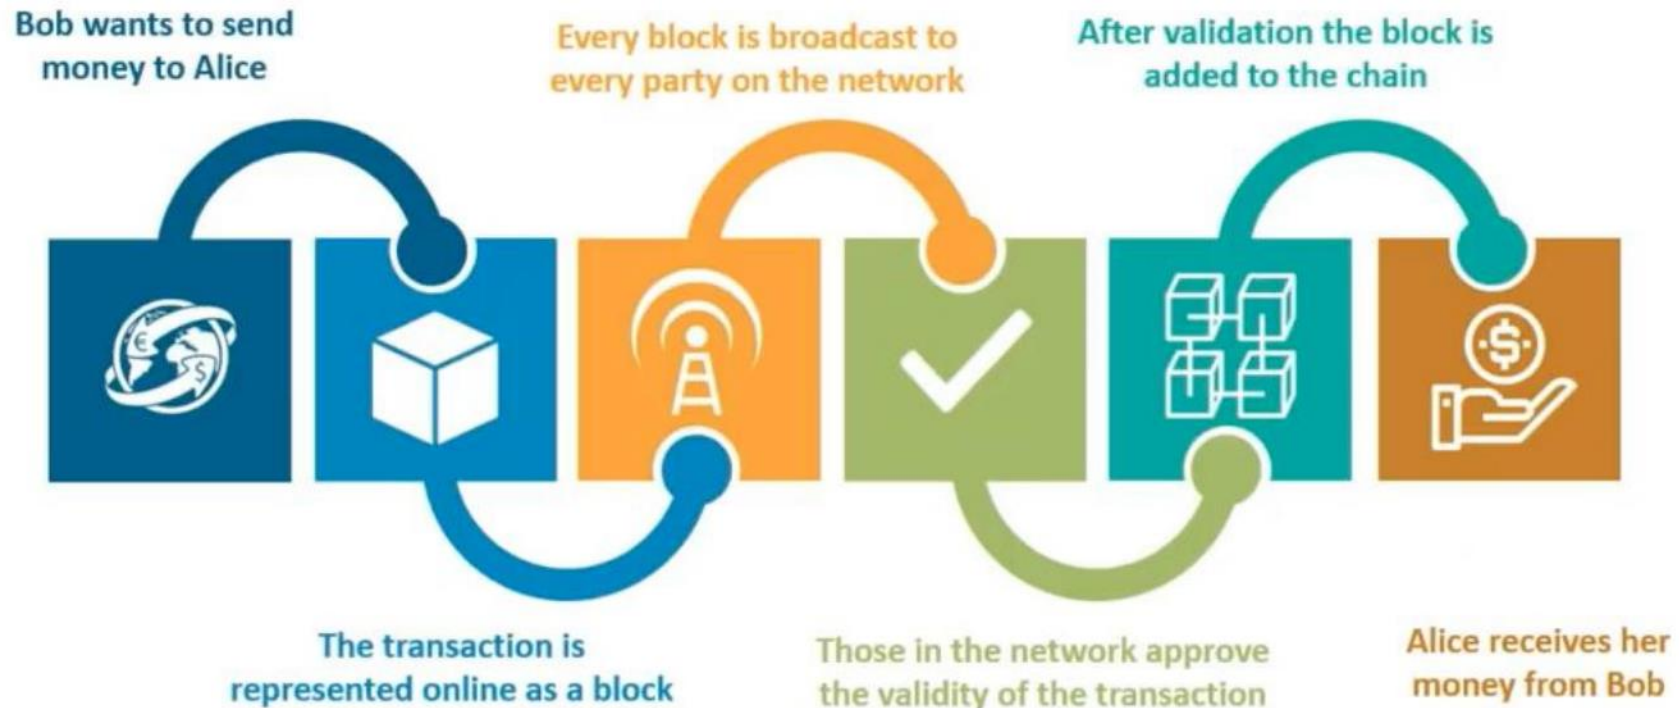 Bob wants to send
money to Alice
The transaction is
represented online as a block
Every block is broadcast to
every party on the network
Those in the network approve
the validity of the transaction
After validation the block is
added to the chain
Alice receives her
money from Bob
€
$
$